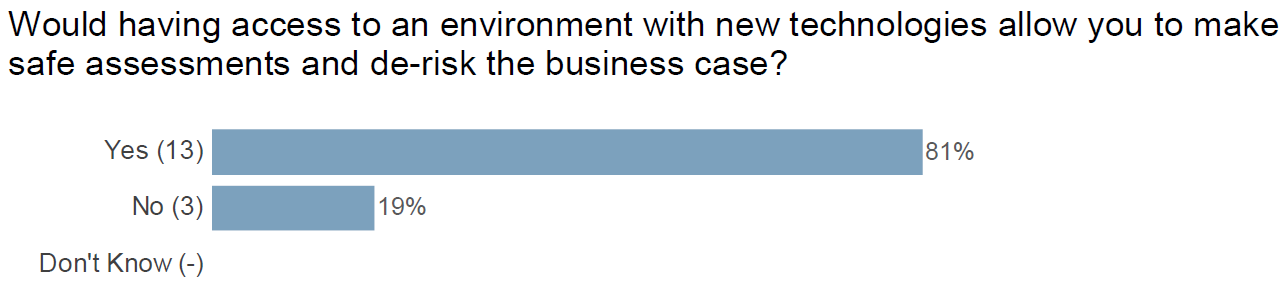 Would having access to an environment with new technologies allow you to make
safe assessments and de-risk the business case?
Yes (13)
81%
No (3)
19%
Don't Know (-)